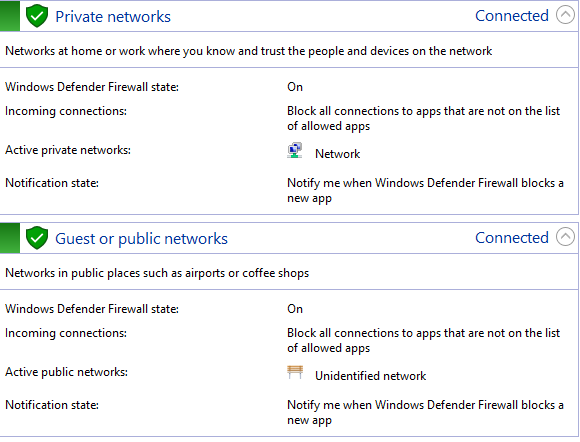 Private networks Connected
Networks at home or work where you know and trust the people and devices on the network
Windows Defender Firewall state: On
Incoming connections: Block all connections to apps that are not on the list
of allowed apps
Active private networks: Network
Notification state: Notify me when Windows Defender Firewall blocks a
new app
Guest or public networks Connected
Networks in public places such as airports or coffee shops
Windows Defender Firewall state: On
Incoming connections: Block all connections to apps that are not on the list
of allowed apps
Active public networks: Unidentified network
Notification state: Notify me when Windows Defender Firewall blocks a
new app